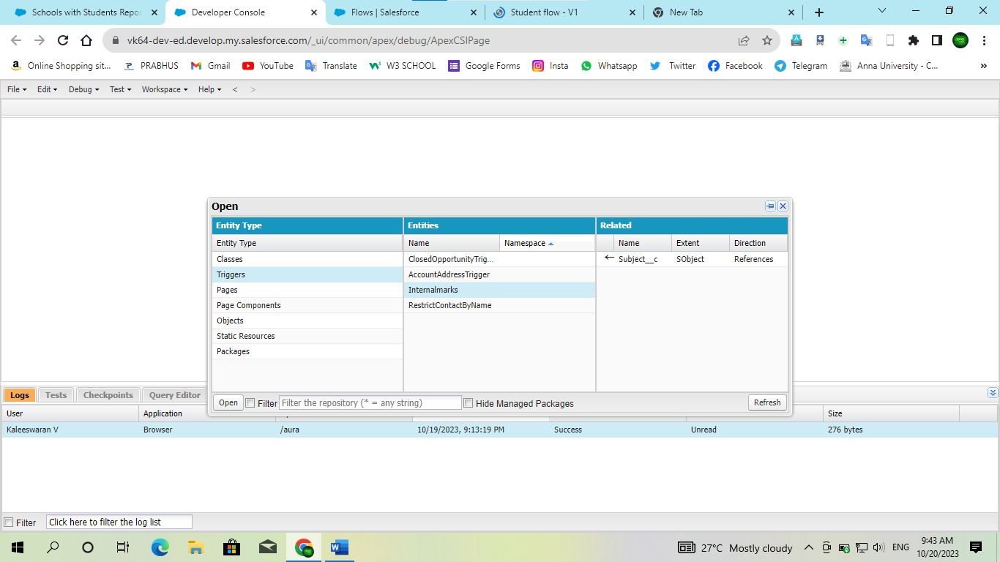 Schools with Students Repor
Developer Console
Flows | Salesforce
Student flow - V1
New Tab
vk64-dev-ed.develop.my.salesforce.com/_ui/common/apex/debug/ApexCSIPage
Online Shopping sit...
PRABHUS
Gmail
YouTube
Translate
W3 SCHOOL
Google Forms
Insta
Whatsapp
Twitter
Facebook
Telegram
Anna University - C...
»
File Edit Debug Test Workspace Help < >
Open
Entity Type Entities Related
Entity Type Name Namespace Name Extent Direction
Classes ClosedOpportunityTrig... Subject__c SObject References
Triggers AccountAddressTrigger
Pages Internalmarks
Page Components RestrictContactByName
Objects
Static Resources
Packages
Open Filter Filter the repository (* = any string) Hide Managed Packages Refresh
Logs Tests Checkpoints Query Editor
User Application Size
Kaleeswaran V Browser /aura 10/19/2023, 9:13:19 PM Success Unread 276 bytes
Filter Click here to filter the log list
27°C Mostly cloudy ENG
9:43 AM
10/20/2023